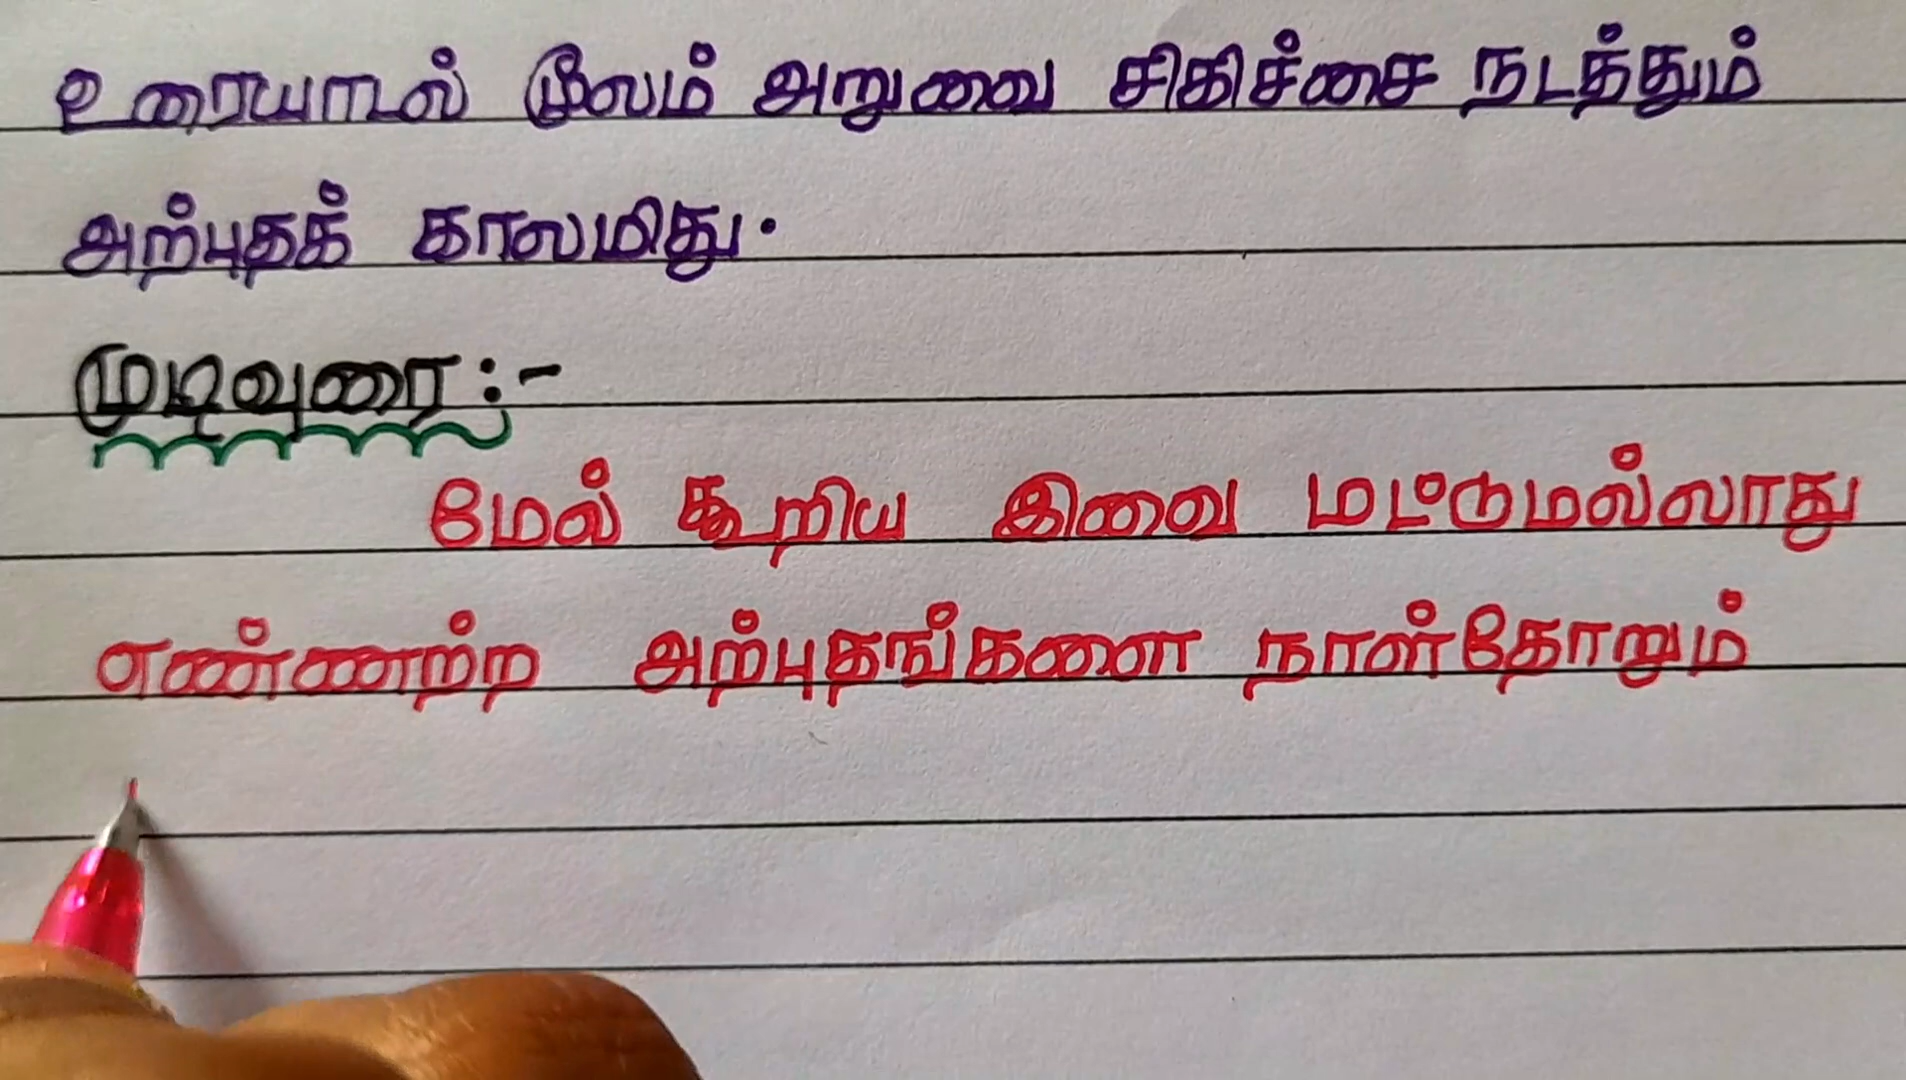 உரையாடல் மூலம் அறுவை சிகிச்சை நடத்தும்
அற்புதக் காலமிது.
முடிவுரை :-
மேல் கூறிய இவை மட்டுமல்லாது
எண்ணற்ற அற்புதங்களை நாள்தோறும்